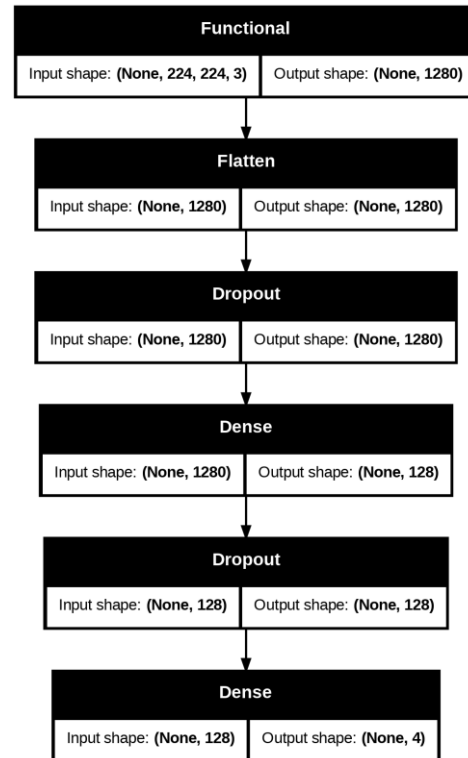 Functional
Input shape: (None, 224, 224, 3) Output shape: (None, 1280)
Flatten
Input shape: (None, 1280) Output shape: (None, 1280)
Dropout
Input shape: (None, 1280) Output shape: (None, 1280)
Dense
Input shape: (None, 1280) Output shape: (None, 128)
Dropout
Input shape: (None, 128) Output shape: (None, 128)
Dense
Input shape: (None, 128) Output shape: (None, 4)